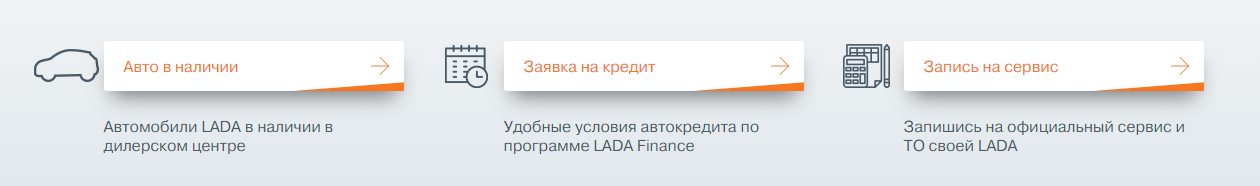 Авто в наличии
Автомобили LADA в наличии в
дилерском центре
Заявка на кредит
Удобные условия автокредита по
программе LADA Finance
Запись на сервис
Запишись на официальный сервис и
ТО своей LADA